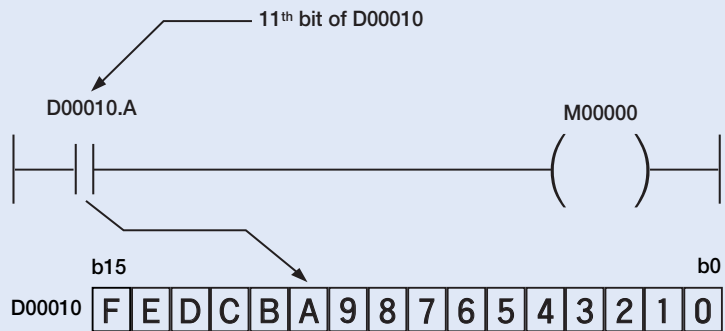 11th bit of D00010
D00010.A
M00000
b15 b0
D00010 F E D C B A 9 8 7 6 5 4 3 2 1 0